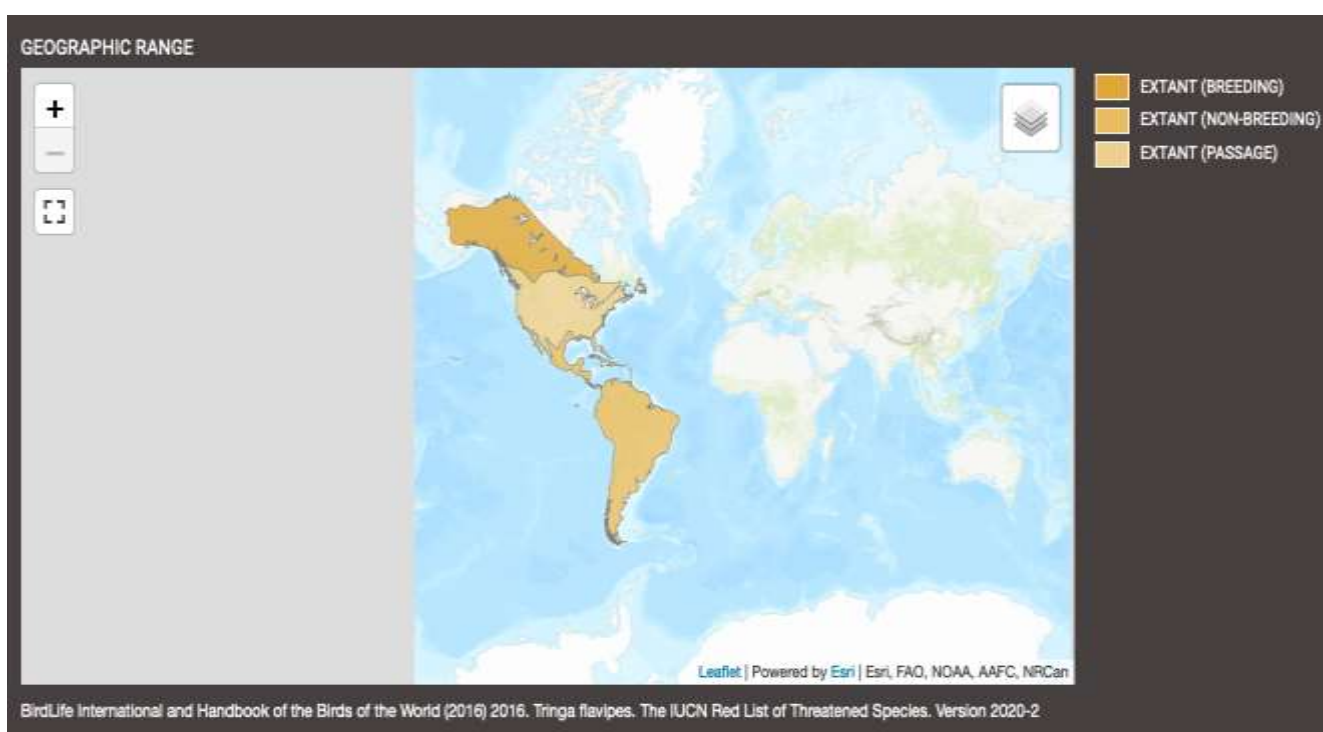 GEOGRAPHIC RANGE
+
−
EXTANT (BREEDING)
EXTANT (NON-BREEDING)
EXTANT (PASSAGE)
Leaflet | Powered by Esri | Esri, FAO, NOAA, AAFC, NRCan
BirdLife International and Handbook of the Birds of the World (2016) 2016. Tringa flavipes. The IUCN Red List of Threatened Species. Version 2020-2